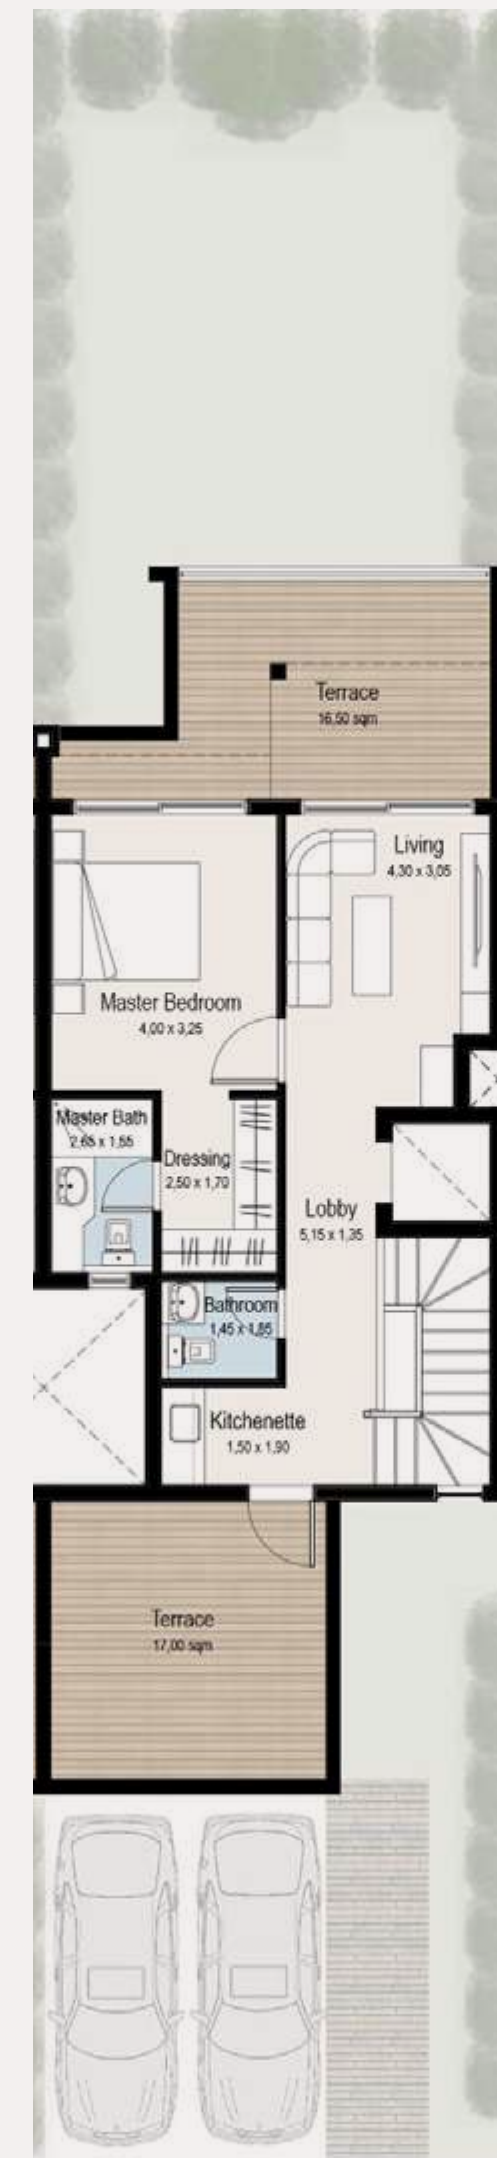 Terrace
16,50 sqm
Living
4,30 x 3,05
Master Bedroom
4,00 x 3,25
Master Bath
2,65 x 1,55
Dressing
2,50 x 1,70
Lobby
5,15 x 1,35
Bathroom
1,45 x 1,85
Kitchenette
1,50 x 1,90
Terrace
17,00 sqm